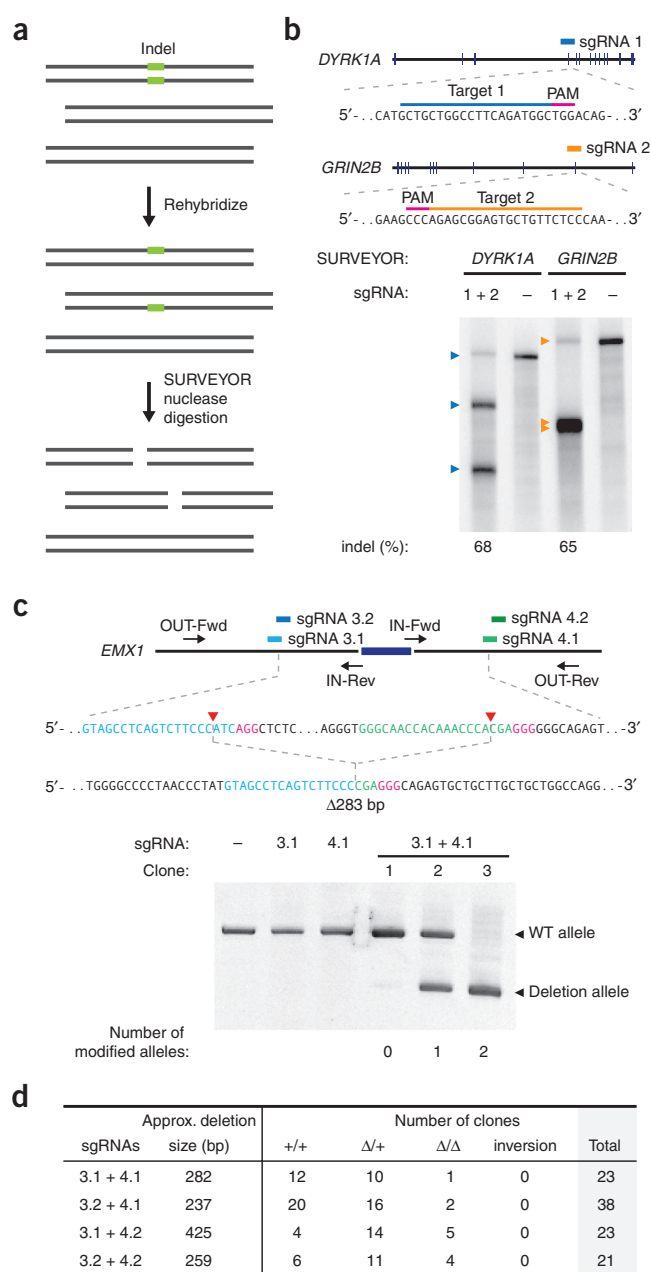 a
Indel
Rehybridize
SURVEYOR
nuclease
digestion
b
sgRNA 1
DYRK1A
Target 1 PAM
5′-..CATGCTGCTGGCCTTCAGATGGCTGGACAG-..3′
sgRNA 2
GRIN2B
PAM Target 2
5′-..GAAGCCCAGAGCGGAGTGCTGTTCTCCCAA-..3′
SURVEYOR: DYRK1A GRIN2B
sgRNA: 1 + 2 – 1 + 2 –
indel (%): 68 65
c
OUT-Fwd sgRNA 3.2 IN-Fwd sgRNA 4.2
sgRNA 3.1 sgRNA 4.1
EMX1
IN-Rev OUT-Rev
5′- ..GTAGCCTCAGTCTTCCCATCAGGCTCTC...AGGGTGGGCAACCACAAACCCACGAGGGGGGCAGAGT..-3′
5′- ..TGGGGCCCCTAACCCTATGTAGCCTCAGTCTTCCCCGAGGGCAGAGTGCTGCTTGCTGCTGGCCAGG..-3′
Δ283 bp
sgRNA: – 3.1 4.1 3.1 + 4.1
Clone: 1 2 3
WT allele
Deletion allele
Number of
modified alleles: 0 1 2
d
Approx. deletion Number of clones
sgRNAs size (bp) +/+ Δ/+ Δ/Δ inversion Total
3.1 + 4.1 282 12 10 1 0 23
3.2 + 4.1 237 20 16 2 0 38
3.1 + 4.2 425 4 14 5 0 23
3.2 + 4.2 259 6 11 4 0 21